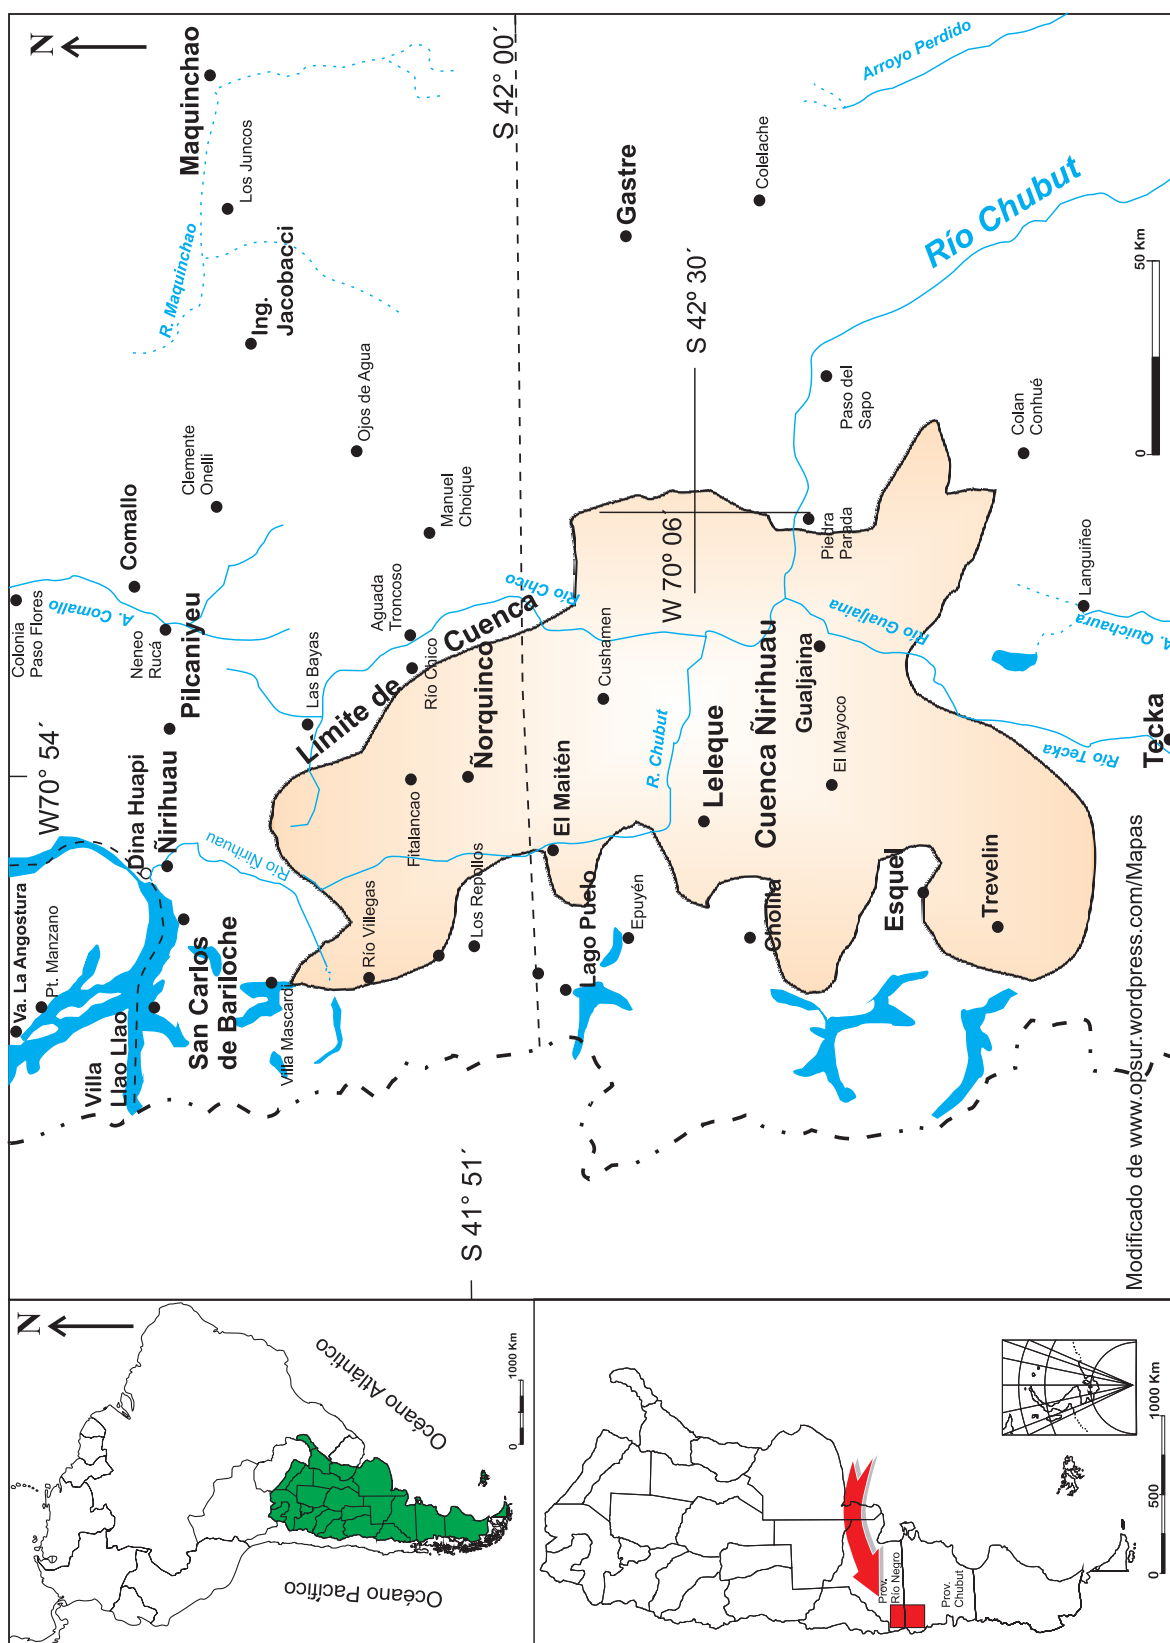 N
Océano Atlántico
Océano Pacífico
0
1000 Km
Prov.
Río Negro
Prov.
Chubut
0
500
1000 Km
N
W70° 54´
S 41° 51´
S 42° 00´
S 42º 30´
W 70º 06´
Va. La Angostura
Pt. Manzano
Villa
Llao Llao
San Carlos
de Bariloche
Dina Huapi
Ñirihuau
Río Ñirihuau
Villa Mascardi
Río Villegas
Los Repollos
Colonia
Paso Flores
A. Comallo
Comallo
Neneo
Rucá
Pilcaniyeu
Clemente
Onelli
Las Bayas
Límite de Cuenca
Aguada
Troncoso
Río Chico
Manuel
Choique
Ojos de Agua
Ing.
Jacobacci
R. Maquinchao
Maquinchao
Los Juncos
Fitalancao
Ñorquinco
El Maitén
Río Chico
Cushamen
Lago Puelo
Epuyén
Cholila
R. Chubut
Leleque
Cuenca Ñirihuau
Gualjaina
El Mayoco
Río Gualjaina
Piedra
Parada
Paso del
Sapo
Gastre
Colelache
Arroyo Perdido
Río Chubut
Esquel
Trevelin
Colan
Conhué
Languiñeo
A. Quichaura
Río Tecka
Tecka
0
50 Km
Modificado de www.opsur.wordpress.com/Mapas